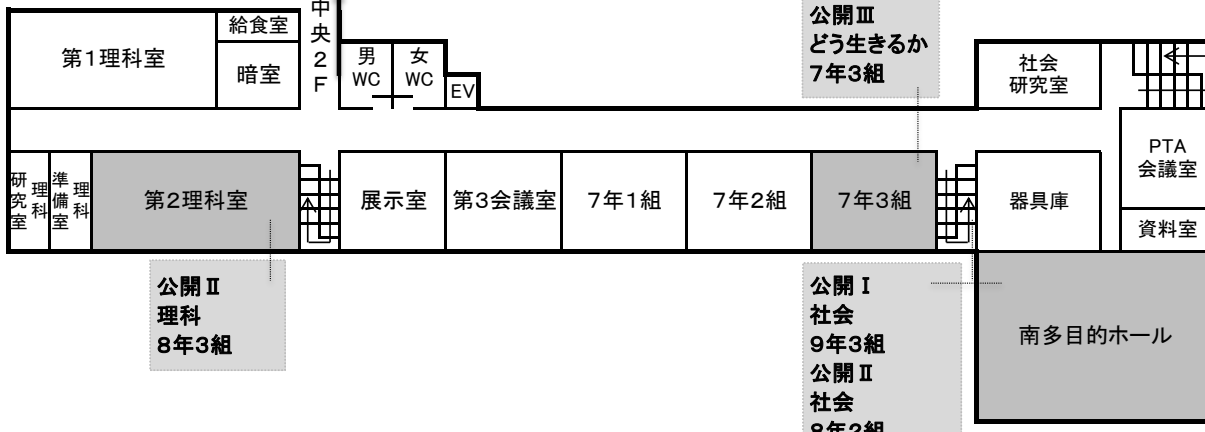 第1理科室
給食室
暗室
中央2F
男
WC
女
WC
EV
公開Ⅲ
どう生きるか
7年3組
社会
研究室
理科
研究室
理科
準備室
第2理科室
展示室
第3会議室
7年1組
7年2組
7年3組
器具庫
PTA
会議室
資料室
公開Ⅱ
理科
8年3組
公開Ⅰ
社会
9年3組
公開Ⅱ
社会
8年2組
南多目的ホール